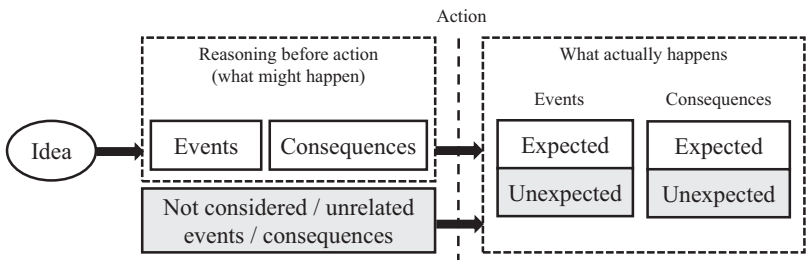 Action
Reasoning before action
(what might happen)
What actually happens
Events
Consequences
Idea
Events
Consequences
Expected
Expected
Unexpected
Unexpected
Not considered / unrelated
events / consequences